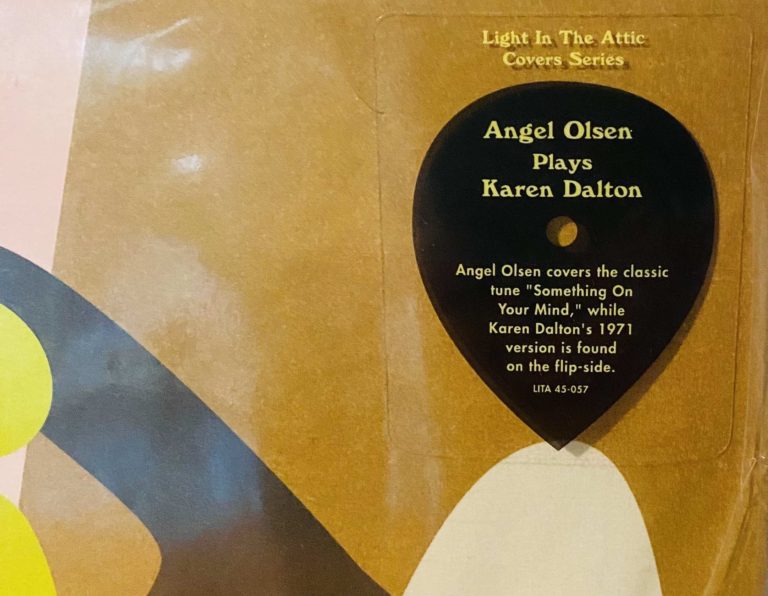 Light In The Attic
Covers Series
Angel Olsen
Plays
Karen Dalton
Angel Olsen covers the classic
tune "Something On
Your Mind," while
Karen Dalton's 1971
version is found
on the flip-side.
LITA 45-057